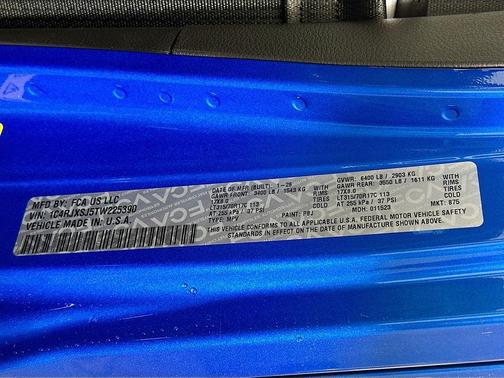 MFD BY: FCA US LLC
VIN: 1C4RJXSJ5TW225390
VEHICLE MADE IN: U.S.A
DATE OF MFR (BUILT): 1-26
GAWR FRONT: 3400 LB / 1543 KG
WITH
17X8.0
RIMS
LT315/70R17C 113
TIRES
AT 255 kPa / 37 PSI
COLD
TYPE: MPV
PAINT: PBJ
GVWR: 6400 LB / 2903 KG
GAWR REAR: 3550 LB / 1611 KG
WITH
17X8.0
RIMS
LT315/70R17C 113
TIRES
AT 255 kPa / 37 PSI
COLD
MDH: 011523
MKT: 875
THIS VEHICLE CONFORMS TO ALL APPLICABLE FEDERAL MOTOR VEHICLE SAFETY
STANDARDS IN EFFECT ON THE DATE OF MANUFACTURE SHOWN ABOVE.